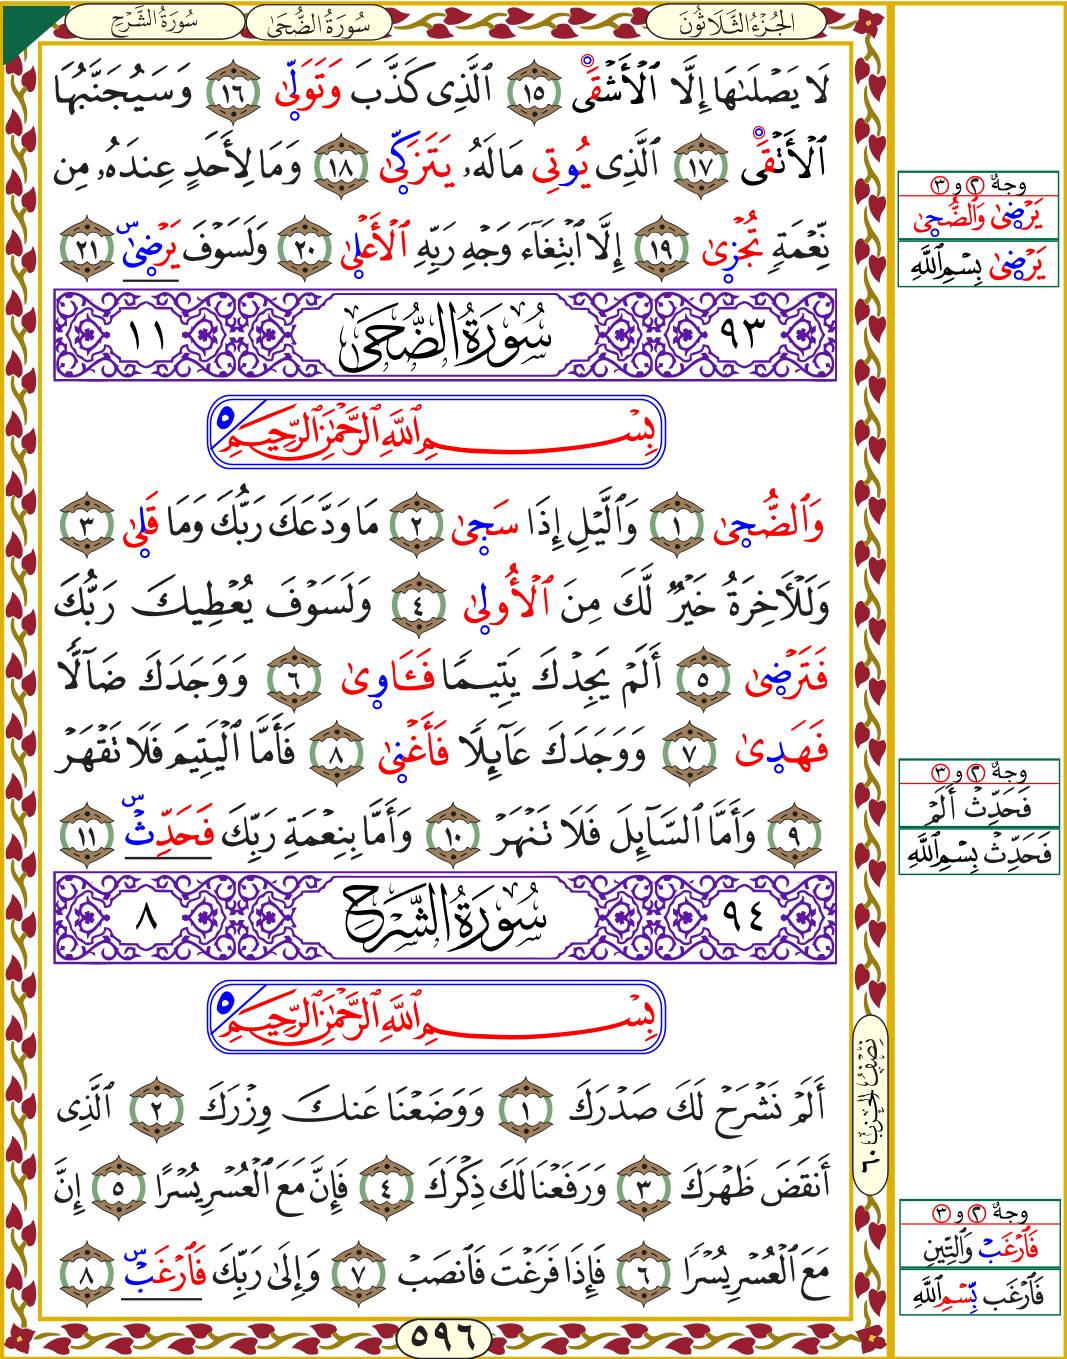 الجُزْءُ الثَّلَاثُونَ سُورَةُ الضُّحَىٰ سُورَةُ الشَّرْحِ
لَا يَصْلَىٰهَا إِلَّا ٱلْأَشْقَى ١٥ ٱلَّذِى كَذَّبَ وَتَوَلّٰى ١٦ وَسَيُجَنَّبُهَا
ٱلْأَتْقَى ١٧ ٱلَّذِى يُوتِى مَالَهُۥ يَتَزَكّٰى ١٨ وَمَا لِأَحَدٍ عِندَهُۥ مِن
نِّعْمَةٍ تُجْزٰى ١٩ إِلَّا ٱبْتِغَآءَ وَجْهِ رَبِّهِ ٱلْأَعْلٰى ٢٠ وَلَسَوْفَ يَرْضٰى س ٢١
٩٣ سُورَةُ الضُّحَىٰ ١١
بِسْمِ ٱللَّهِ ٱلرَّحْمَٰنِ ٱلرَّحِيمِ ٥
وَٱلضُّحٰى ١ وَٱلَّيْلِ إِذَا سَجٰى ٢ مَا وَدَّعَكَ رَبُّكَ وَمَا قَلٰى ٣
وَلَلْأَخِرَةُ خَيْرٌ لَّكَ مِنَ ٱلْأُولٰى ٤ وَلَسَوْفَ يُعْطِيكَ رَبُّكَ
فَتَرْضٰى ٥ أَلَمْ يَجِدْكَ يَتِيمًا فَـَٔاوٰى ٦ وَوَجَدَكَ ضَآلًّا
فَهَدٰى ٧ وَوَجَدَكَ عَآئِلًا فَأَغْنٰى ٨ فَأَمَّا ٱلْيَتِيمَ فَلَا تَقْهَرْ
٩ وَأَمَّا ٱلسَّآئِلَ فَلَا تَنْهَرْ ١٠ وَأَمَّا بِنِعْمَةِ رَبِّكَ فَحَدِّثْ س ١١
٩٤ سُورَةُ الشَّرْحِ ٨
بِسْمِ ٱللَّهِ ٱلرَّحْمَٰنِ ٱلرَّحِيمِ ٥
أَلَمْ نَشْرَحْ لَكَ صَدْرَكَ ١ وَوَضَعْنَا عَنكَ وِزْرَكَ ٢ ٱلَّذِى
أَنقَضَ ظَهْرَكَ ٣ وَرَفَعْنَا لَكَ ذِكْرَكَ ٤ فَإِنَّ مَعَ ٱلْعُسْرِ يُسْرًا ٥ إِنَّ
مَعَ ٱلْعُسْرِ يُسْرًا ٦ فَإِذَا فَرَغْتَ فَٱنصَبْ ٧ وَإِلَىٰ رَبِّكَ فَٱرْغَبْ س ٨
٥٩٦
وجهُ ٢ و ٣
يَرْضٰى وَٱلضُّحٰى
يَرْضٰى بِسْمِ ٱللَّهِ
وجهُ ٢ و ٣
فَحَدِّثْ أَلَمْ
فَحَدِّثْ بِسْمِ ٱللَّهِ
نِصْفُ الحِزْب ٦٠
وجهُ ٢ و ٣
فَٱرْغَبْ وَٱلتِّينِ
فَٱرْغَب بِّسْمِ ٱللَّهِ